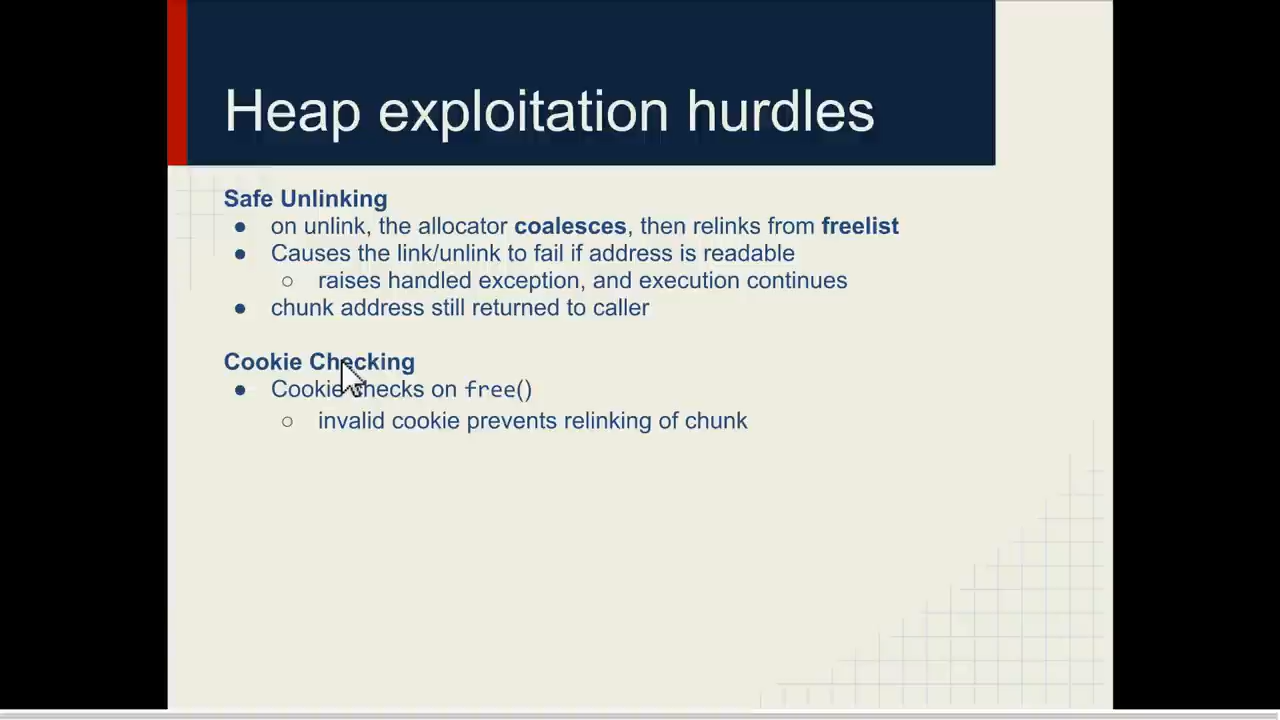 Heap exploitation hurdles
Safe Unlinking
● on unlink, the allocator coalesces, then relinks from freelist
● Causes the link/unlink to fail if address is readable
○ raises handled exception, and execution continues
● chunk address still returned to caller
Cookie Checking
● Cookie checks on free()
○ invalid cookie prevents relinking of chunk